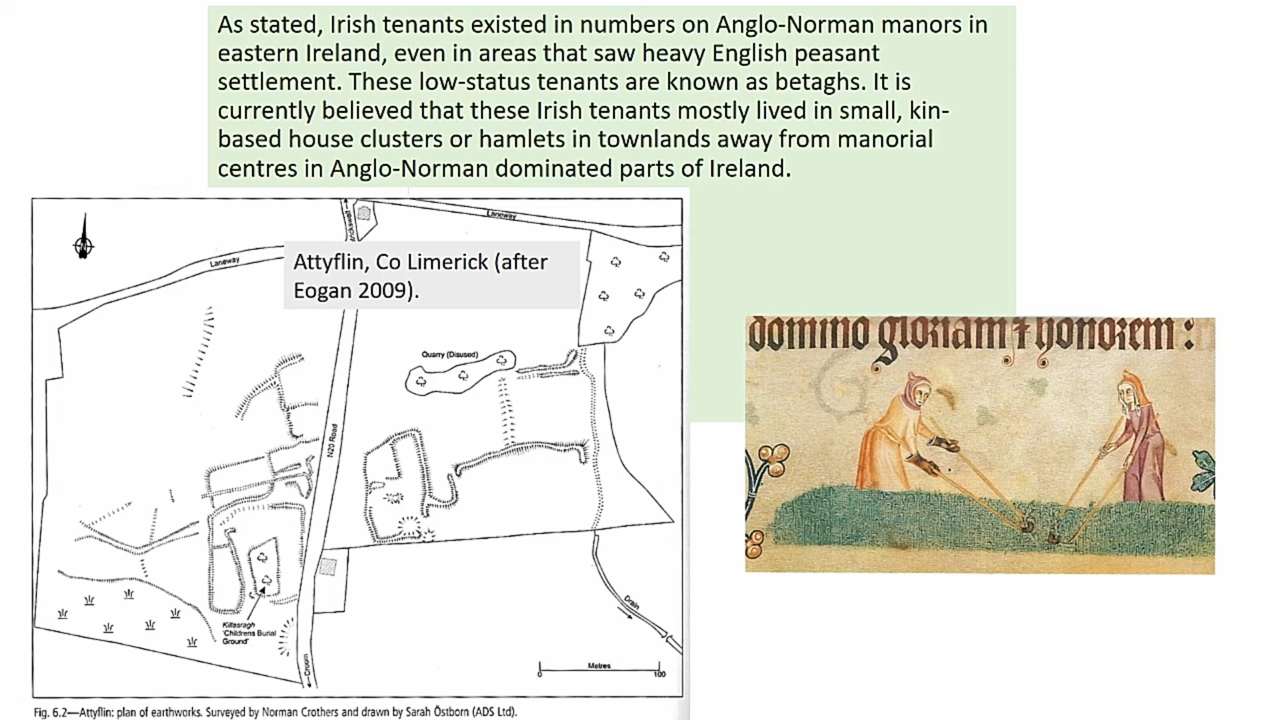 As stated, Irish tenants existed in numbers on Anglo-Norman manors in
eastern Ireland, even in areas that saw heavy English peasant
settlement. These low-status tenants are known as betaghs. It is
currently believed that these Irish tenants mostly lived in small, kin-
based house clusters or hamlets in townlands away from manorial
centres in Anglo-Norman dominated parts of Ireland.
Laneway
Laneway
Attyflin, Co Limerick (after
Eogan 2009).
domino gloriam & honorem :
Quarry (Disused)
N20 Road
Killasragh
'Childrens Burial
Ground'
Drain
Croom
Metres
0 100
Fig. 6.2—Attyflin: plan of earthworks. Surveyed by Norman Crothers and drawn by Sarah Östborn (ADS Ltd).